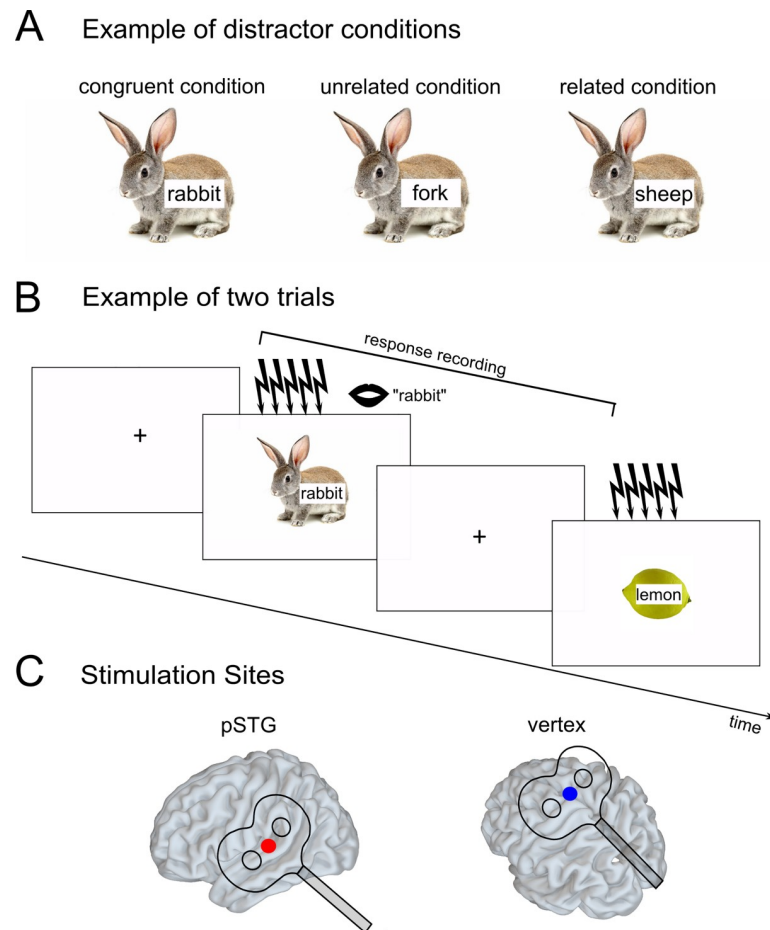 A Example of distractor conditions
congruent condition unrelated condition related condition
rabbit fork sheep
B Example of two trials
response recording
"rabbit"
+
rabbit
+
lemon
time
C Stimulation Sites
pSTG vertex